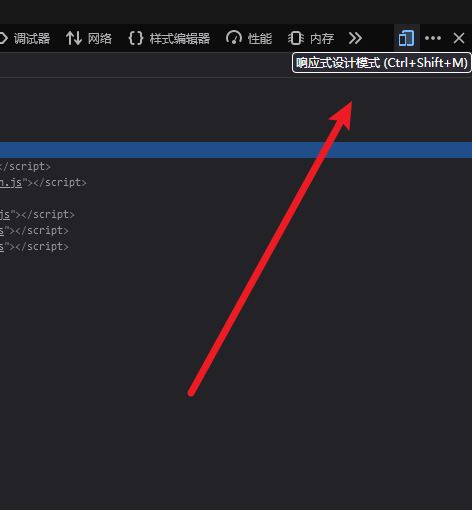 调试器 网络 {} 样式编辑器 性能 内存
响应式设计模式 (Ctrl+Shift+M)
</script>
n.js"></script>
js"></script>
s"></script>
s"></script>